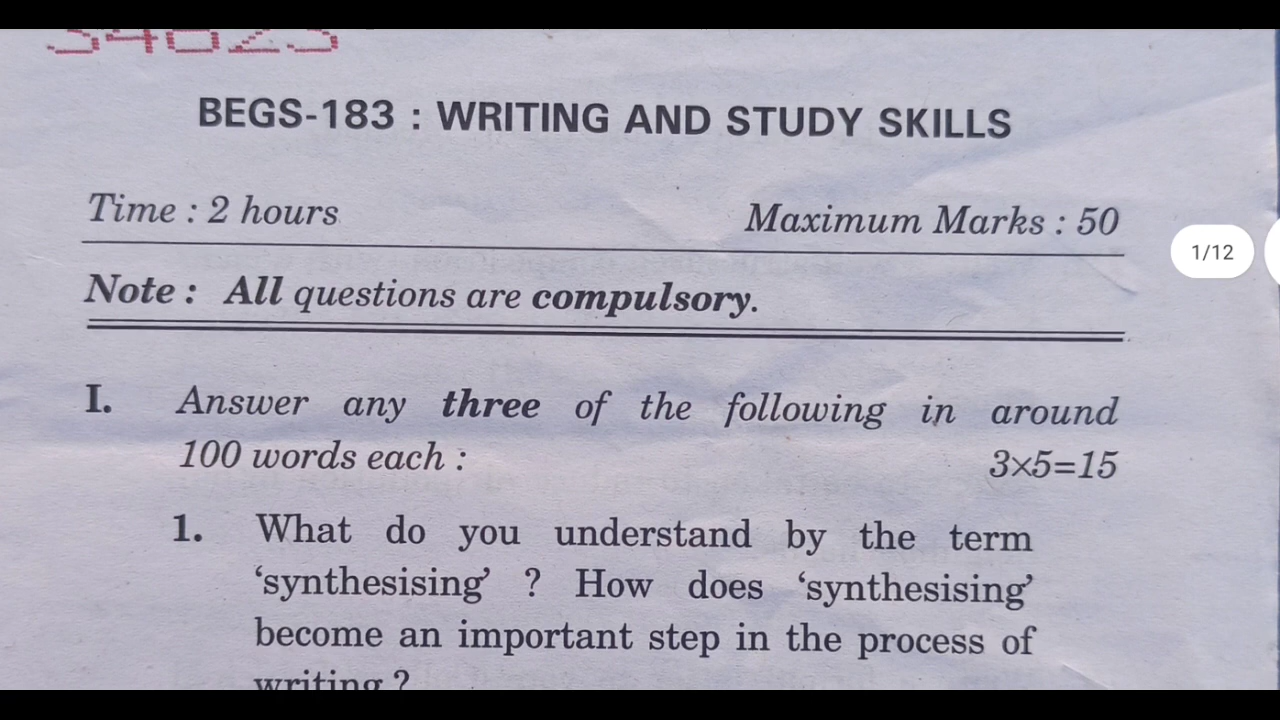 BEGS-183 : WRITING AND STUDY SKILLS
Time : 2 hours
Maximum Marks : 50
Note : All questions are compulsory.
I. Answer any three of the following in around
100 words each :
3×5=15
1. What do you understand by the term
‘synthesising’ ? How does ‘synthesising’
become an important step in the process of
writing ?
1/12